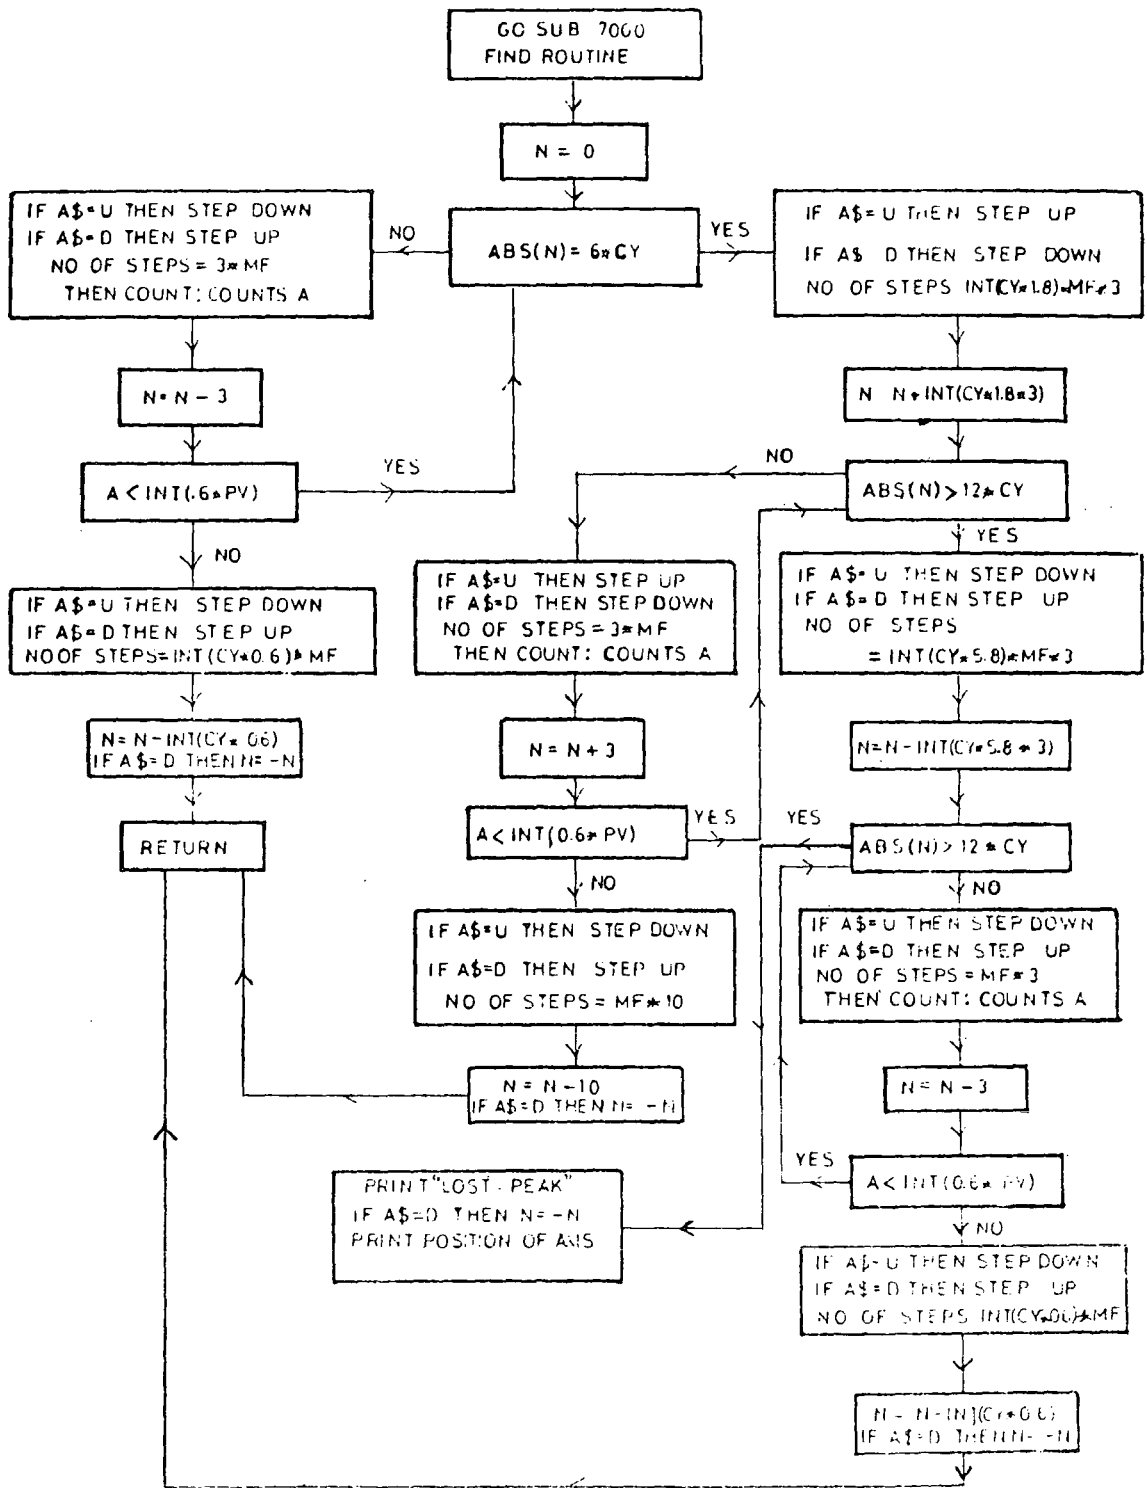 GO SUB 7000
FIND ROUTINE
N = 0
IF A$=U THEN STEP DOWN
IF A$=D THEN STEP UP
NO OF STEPS = 3*MF
THEN COUNT: COUNTS A
NO
ABS(N)= 6*CY
YES
IF A$=U THEN STEP UP
IF A$ D THEN STEP DOWN
NO OF STEPS INT(CY*1.8)*MF*3
N= N - 3
N N+INT(CY*1.8*3)
A < INT(.6*PV)
YES
NO
ABS(N) > 12*CY
NO
YES
IF A$=U THEN STEP DOWN
IF A$=D THEN STEP UP
NO OF STEPS=INT(CY*0.6)*MF
IF A$=U THEN STEP UP
IF A$=D THEN STEP DOWN
NO OF STEPS = 3*MF
THEN COUNT: COUNTS A
IF A$=U THEN STEP DOWN
IF A$=D THEN STEP UP
NO OF STEPS
= INT(CY*5.8)*MF*3
N= N-INT(CY* 0.6)
IF A$=D THEN N= -N
N = N + 3
N=N-INT(CY*5.8 * 3)
RETURN
A < INT(0.6* PV)
YES
YES
ABS(N) > 12 * CY
NO
NO
IF A$=U THEN STEP DOWN
IF A$=D THEN STEP UP
NO OF STEPS = MF*10
IF A$=U THEN STEP DOWN
IF A$=D THEN STEP UP
NO OF STEPS = MF*3
THEN COUNT: COUNTS A
N = N -10
IF A$=D THEN N= -N
N= N - 3
YES
A < INT(0.6* PV)
NO
PRINT "LOST - PEAK"
IF A$=D THEN N= -N
PRINT POSITION OF AXIS
IF A$=U THEN STEP DOWN
IF A$=D THEN STEP UP
NO OF STEPS INT(CY*0.6)*MF
N = N-INT(CY*0.6)
IF A$=D THEN N= -N